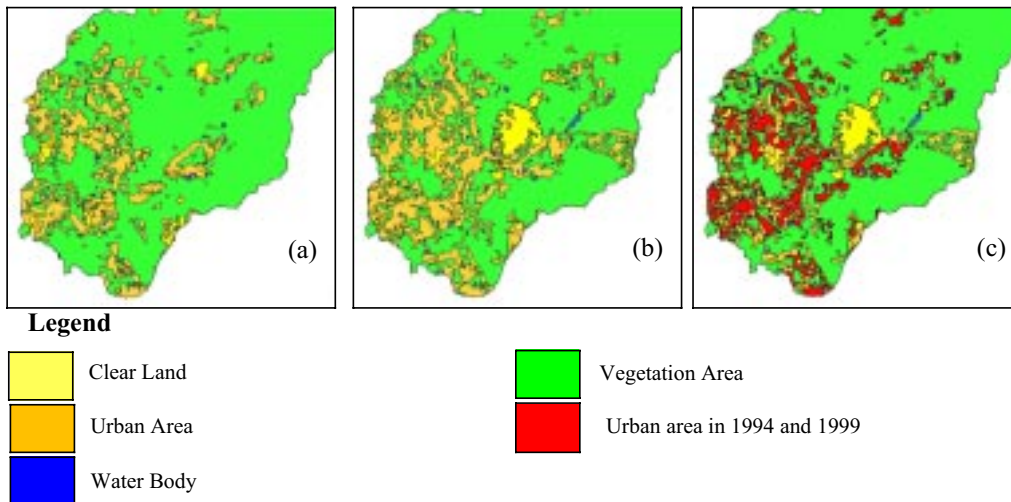 (a)
(b)
(c)
Legend
Clear Land
Vegetation Area
Urban Area
Urban area in 1994 and 1999
Water Body